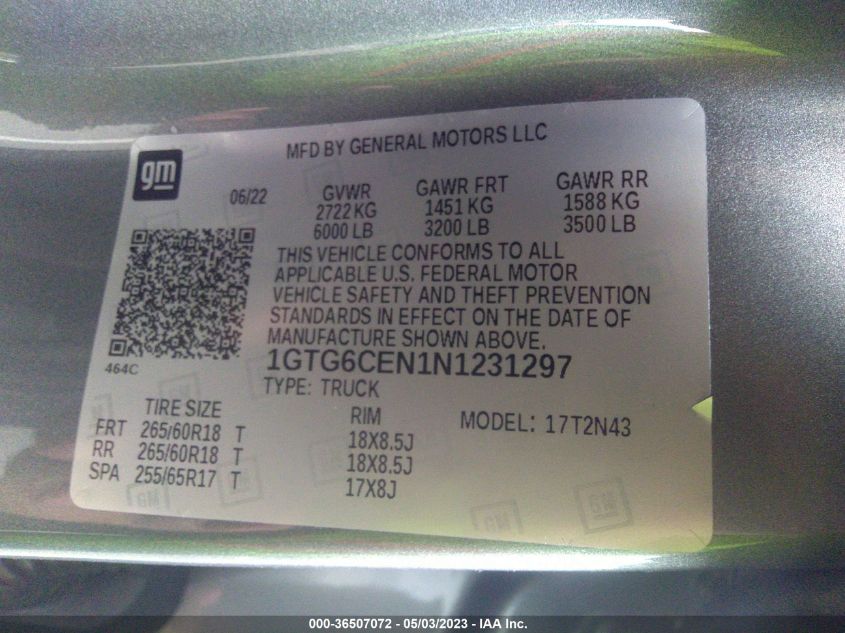 MFD BY GENERAL MOTORS LLC
gm
06/22 GVWR GAWR FRT GAWR RR
2722 KG 1451 KG 1588 KG
6000 LB 3200 LB 3500 LB
THIS VEHICLE CONFORMS TO ALL
APPLICABLE U.S. FEDERAL MOTOR
VEHICLE SAFETY AND THEFT PREVENTION
STANDARDS IN EFFECT ON THE DATE OF
MANUFACTURE SHOWN ABOVE.
464C
1GTG6CEN1N1231297
TYPE: TRUCK
TIRE SIZE RIM MODEL: 17T2N43
FRT 265/60R18 T 18X8.5J
RR 265/60R18 T 18X8.5J
SPA 255/65R17 T 17X8J
GM GM GM
000-36507072 - 05/03/2023 - IAA Inc.